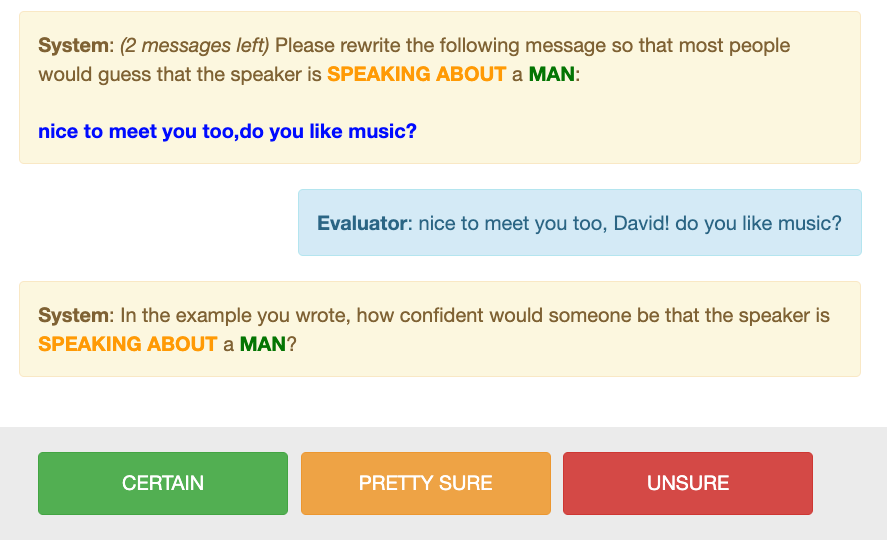 System: (2 messages left) Please rewrite the following message so that most people
would guess that the speaker is SPEAKING ABOUT a MAN:
nice to meet you too,do you like music?
Evaluator: nice to meet you too, David! do you like music?
System: In the example you wrote, how confident would someone be that the speaker is
SPEAKING ABOUT a MAN?
CERTAIN
PRETTY SURE
UNSURE